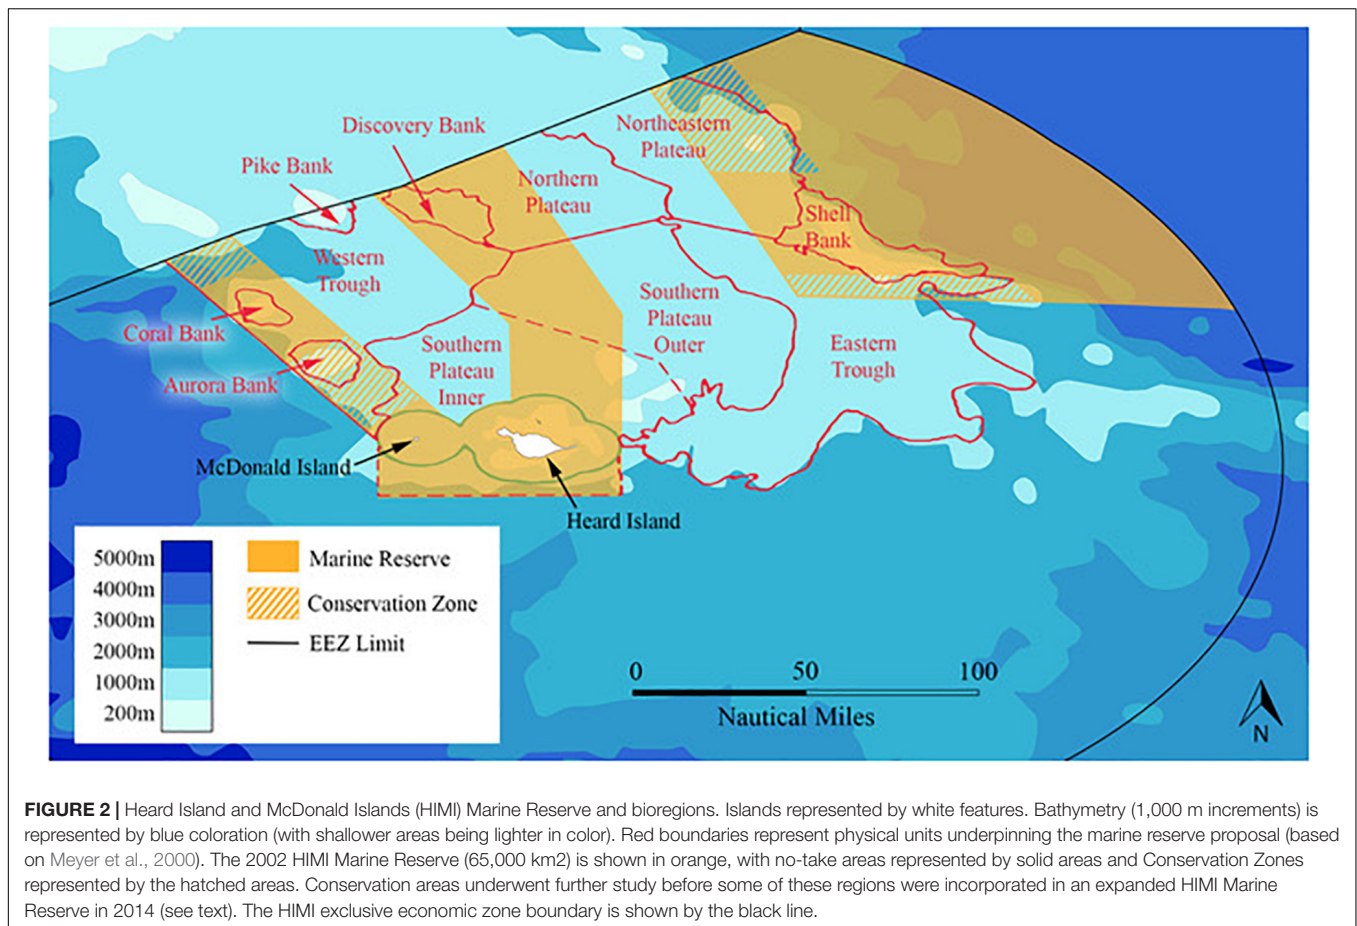 Discovery Bank
Pike Bank
Northeastern
Plateau
Northern
Plateau
Shell
Bank
Western
Trough
Coral Bank
Southern
Plateau
Outer
Southern
Plateau
Inner
Eastern
Trough
Aurora Bank
McDonald Island
Heard Island
5000m
4000m
3000m
2000m
1000m
200m
Marine Reserve
Conservation Zone
EEZ Limit
0 50 100
Nautical Miles
N
FIGURE 2 | Heard Island and McDonald Islands (HIMI) Marine Reserve and bioregions. Islands represented by white features. Bathymetry (1,000 m increments) is
represented by blue coloration (with shallower areas being lighter in color). Red boundaries represent physical units underpinning the marine reserve proposal (based
on Meyer et al., 2000). The 2002 HIMI Marine Reserve (65,000 km2) is shown in orange, with no-take areas represented by solid areas and Conservation Zones
represented by the hatched areas. Conservation areas underwent further study before some of these regions were incorporated in an expanded HIMI Marine
Reserve in 2014 (see text). The HIMI exclusive economic zone boundary is shown by the black line.